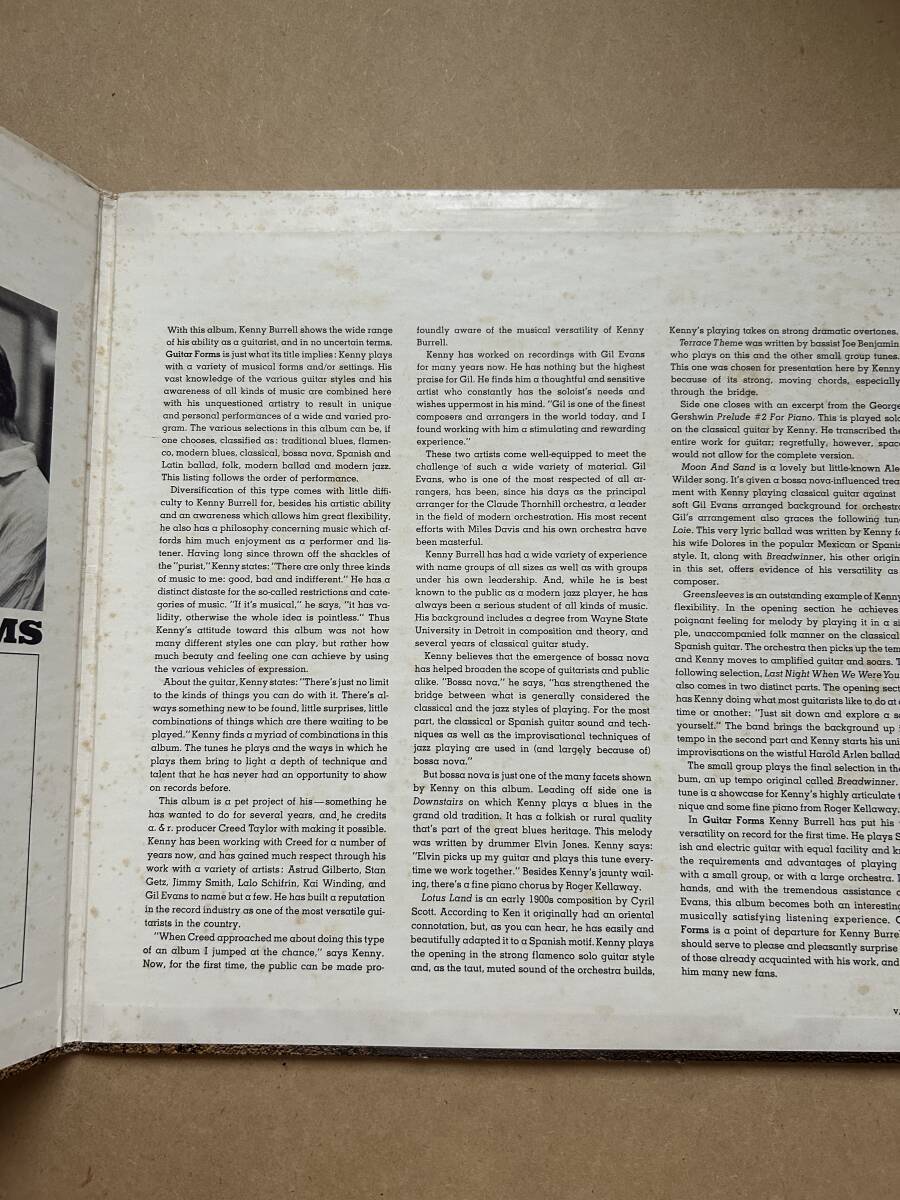 MS
With this album, Kenny Burrell shows the wide range
of his ability as a guitarist, and in no uncertain terms.
Guitar Forms is just what its title implies: Kenny plays
with a variety of musical forms and/or settings. His
vast knowledge of the various guitar styles and his
awareness of all kinds of music are combined here
with his unquestioned artistry to result in unique
and personal performances of a wide and varied pro-
gram. The various selections in this album can be, if
one chooses, classified as: traditional blues, flamen-
co, modern blues, classical, bossa nova, Spanish and
Latin ballad, folk, modern ballad and modern jazz.
This listing follows the order of performance.
Diversification of this type comes with little diffi-
culty to Kenny Burrell for, besides his artistic ability
and an awareness which allows him great flexibility,
he also has a philosophy concerning music which af-
fords him much enjoyment as a performer and lis-
tener. Having long since thrown off the shackles of
the "purist," Kenny states: "There are only three kinds
of music to me: good, bad and indifferent." He has a
distinct distaste for the so-called restrictions and cate-
gories of music. "If it's musical," he says, "it has va-
lidity, otherwise the whole idea is pointless." Thus
Kenny's attitude toward this album was not how
many different styles one can play, but rather how
much beauty and feeling one can achieve by using
the various vehicles of expression.
About the guitar, Kenny states: "There's just no limit
to the kinds of things you can do with it. There's al-
ways something new to be found, little surprises, little
combinations of things which are there waiting to be
played." Kenny finds a myriad of combinations in this
album. The tunes he plays and the ways in which he
plays them bring to light a depth of technique and
talent that he has never had an opportunity to show
on records before.
This album is a pet project of his—something he
has wanted to do for several years, and he credits
a. & r. producer Creed Taylor with making it possible.
Kenny has been working with Creed for a number of
years now, and has gained much respect through his
work with a variety of artists: Astrud Gilberto, Stan
Getz, Jimmy Smith, Lalo Schifrin, Kai Winding, and
Gil Evans to name but a few. He has built a reputation
in the record industry as one of the most versatile gui-
tarists in the country.
"When Creed approached me about doing this type
of an album I jumped at the chance," says Kenny.
Now, for the first time, the public can be made pro-
foundly aware of the musical versatility of Kenny
Burrell.
Kenny has worked on recordings with Gil Evans
for many years now. He has nothing but the highest
praise for Gil. He finds him a thoughtful and sensitive
artist who constantly has the soloist's needs and
wishes uppermost in his mind. "Gil is one of the finest
composers and arrangers in the world today, and I
found working with him a stimulating and rewarding
experience."
These two artists come well-equipped to meet the
challenge of such a wide variety of material. Gil
Evans, who is one of the most respected of all ar-
rangers, has been, since his days as the principal
arranger for the Claude Thornhill orchestra, a leader
in the field of modern orchestration. His most recent
efforts with Miles Davis and his own orchestra have
been masterful.
Kenny Burrell has had a wide variety of experience
with name groups of all sizes as well as with groups
under his own leadership. And, while he is best
known to the public as a modern jazz player, he has
always been a serious student of all kinds of music.
His background includes a degree from Wayne State
University in Detroit in composition and theory, and
several years of classical guitar study.
Kenny believes that the emergence of bossa nova
has helped broaden the scope of guitarists and public
alike. "Bossa nova," he says, "has strengthened the
bridge between what is generally considered the
classical and the jazz styles of playing. For the most
part, the classical or Spanish guitar sound and tech-
niques as well as the improvisational techniques of
jazz playing are used in (and largely because of)
bossa nova."
But bossa nova is just one of the many facets shown
by Kenny on this album. Leading off side one is
Downstairs on which Kenny plays a blues in the
grand old tradition. It has a folkish or rural quality
that's part of the great blues heritage. This melody
was written by drummer Elvin Jones. Kenny says:
"Elvin picks up my guitar and plays this tune every-
time we work together." Besides Kenny's jaunty wail-
ing, there's a fine piano chorus by Roger Kellaway.
Lotus Land is an early 1900s composition by Cyril
Scott. According to Ken it originally had an oriental
connotation, but, as you can hear, he has easily and
beautifully adapted it to a Spanish motif. Kenny plays
the opening in the strong flamenco solo guitar style
and, as the taut, muted sound of the orchestra builds,
Kenny's playing takes on strong dramatic overtones.
Terrace Theme was written by bassist Joe Benjamin
who plays on this and the other small group tunes.
This one was chosen for presentation here by Kenny
because of its strong, moving chords, especially
through the bridge.
Side one closes with an excerpt from the George
Gershwin Prelude #2 For Piano. This is played solo
on the classical guitar by Kenny. He transcribed the
entire work for guitar; regretfully, however, space
would not allow for the complete version.
Moon And Sand is a lovely but little-known Ale
Wilder song. It's given a bossa nova-influenced trea
ment with Kenny playing classical guitar against
soft Gil Evans arranged background for orchestr
Gil's arrangement also graces the following tun
Loie. This very lyric ballad was written by Kenny f
his wife Dolores in the popular Mexican or Spanis
style. It, along with Breadwinner, his other origin
in this set, offers evidence of his versatility as
composer.
Greensleeves is an outstanding example of Kenny
flexibility. In the opening section he achieves
poignant feeling for melody by playing it in a si
ple, unaccompanied folk manner on the classical
Spanish guitar. The orchestra then picks up the tem
and Kenny moves to amplified guitar and soars. T
following selection, Last Night When We Were You
also comes in two distinct parts. The opening sect
has Kenny doing what most guitarists like to do at
time or another: "Just sit down and explore a s
yourself." The band brings the background up
tempo in the second part and Kenny starts his uni
improvisations on the wistful Harold Arlen ballad
The small group plays the final selection in the
bum, an up tempo original called Breadwinner.
tune is a showcase for Kenny's highly articulate t
nique and some fine piano from Roger Kellaway.
In Guitar Forms Kenny Burrell has put his
versatility on record for the first time. He plays S
ish and electric guitar with equal facility and k
the requirements and advantages of playing
with a small group, or with a large orchestra. I
hands, and with the tremendous assistance o
Evans, this album becomes both an interestin
musically satisfying listening experience. G
Forms is a point of departure for Kenny Burre
should serve to please and pleasantly surprise
of those already acquainted with his work, and
him many new fans.